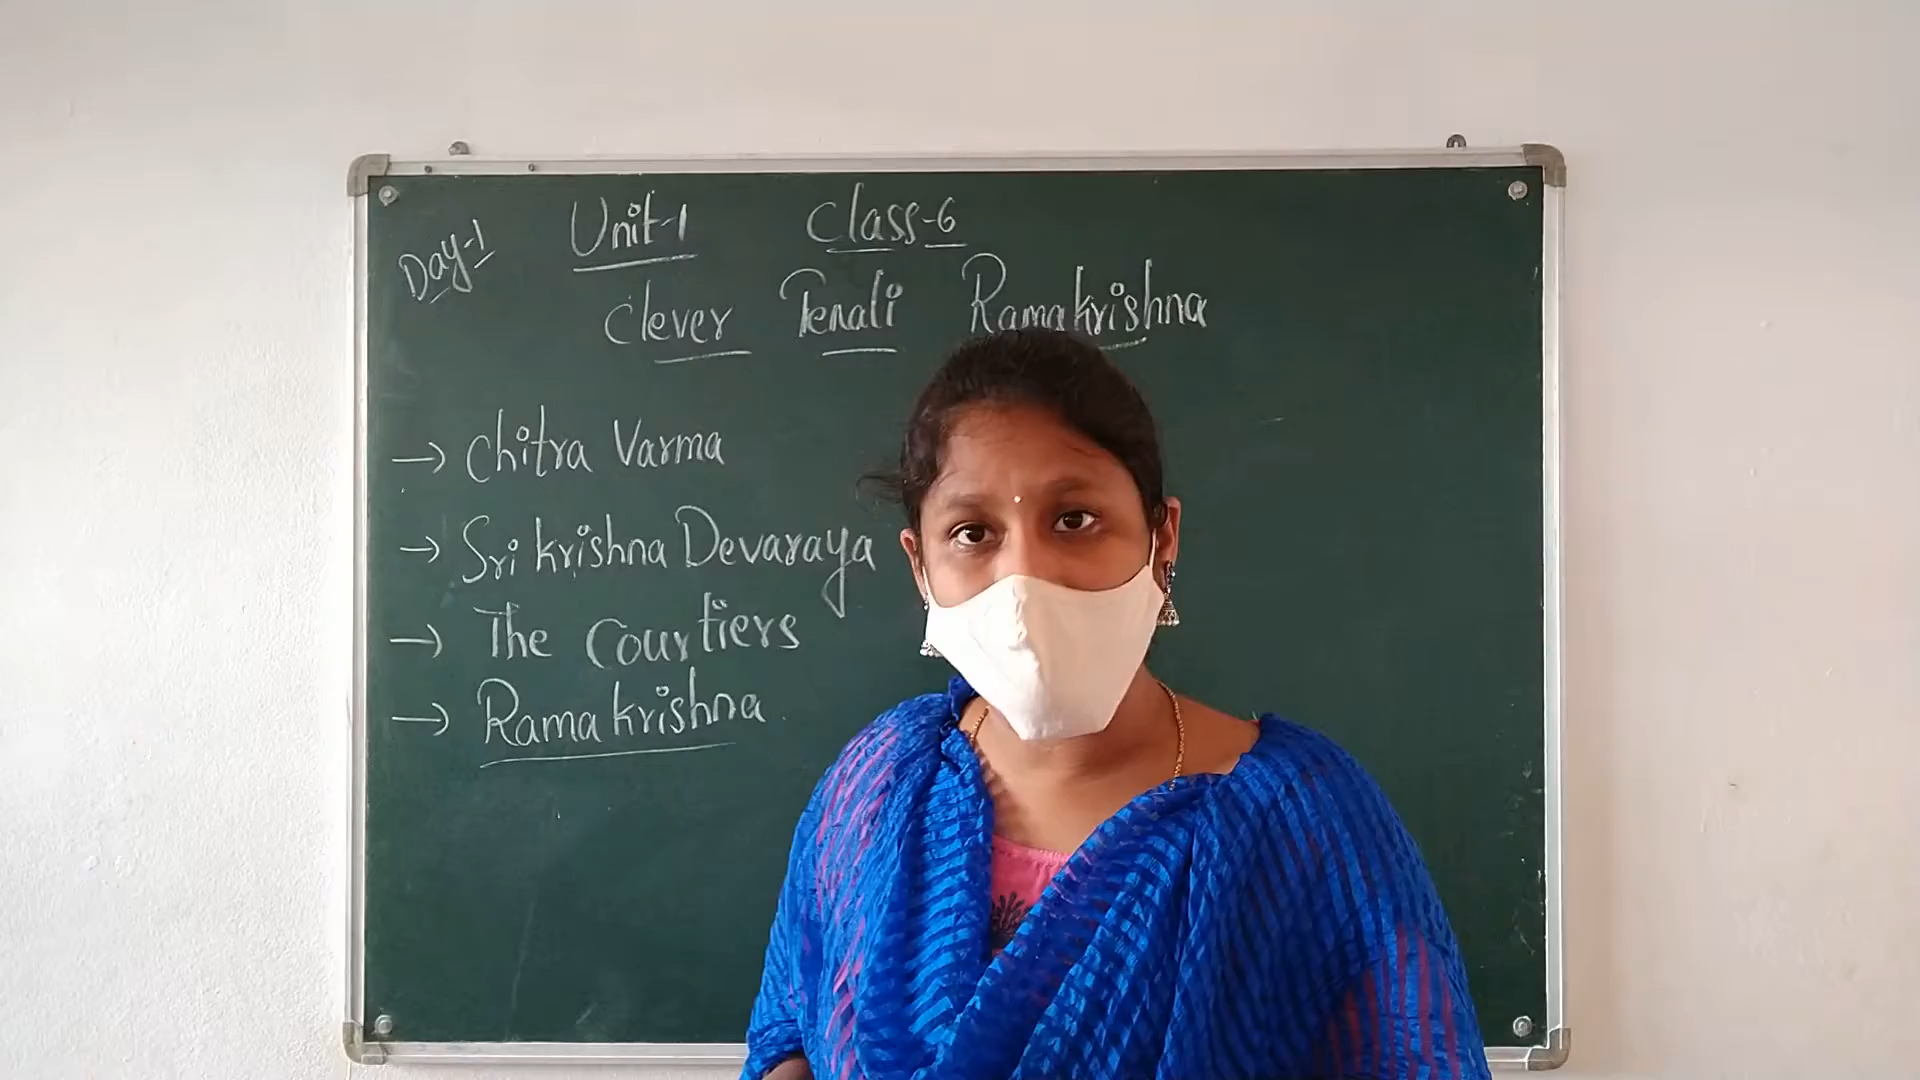 Day-1 Unit-1 Class-6
Clever Tenali Ramakrishna
→ Chitra Varma
→ Sri Krishna Devaraya
→ The Courtiers
→ Ramakrishna